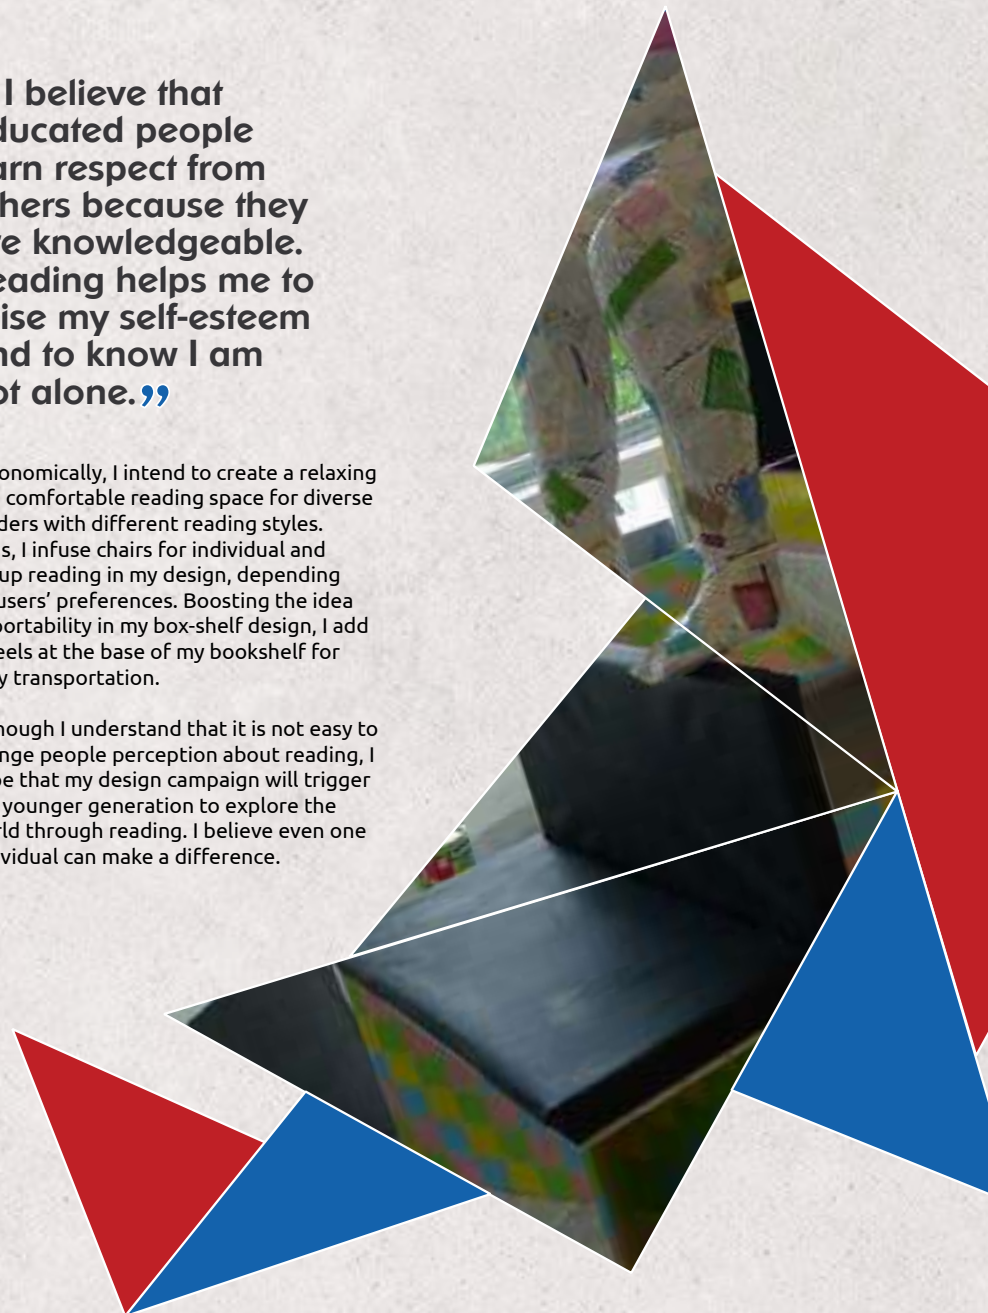 I believe that
ducated people
arn respect from
hers because they
e knowledgeable.
eading helps me to
ise my self-esteem
nd to know I am
ot alone.”
onomically, I intend to create a relaxing
comfortable reading space for diverse
ders with different reading styles.
s, I infuse chairs for individual and
up reading in my design, depending
users’ preferences. Boosting the idea
portability in my box-shelf design, I add
eels at the base of my bookshelf for
y transportation.
hough I understand that it is not easy to
nge people perception about reading, I
pe that my design campaign will trigger
younger generation to explore the
rld through reading. I believe even one
vidual can make a difference.